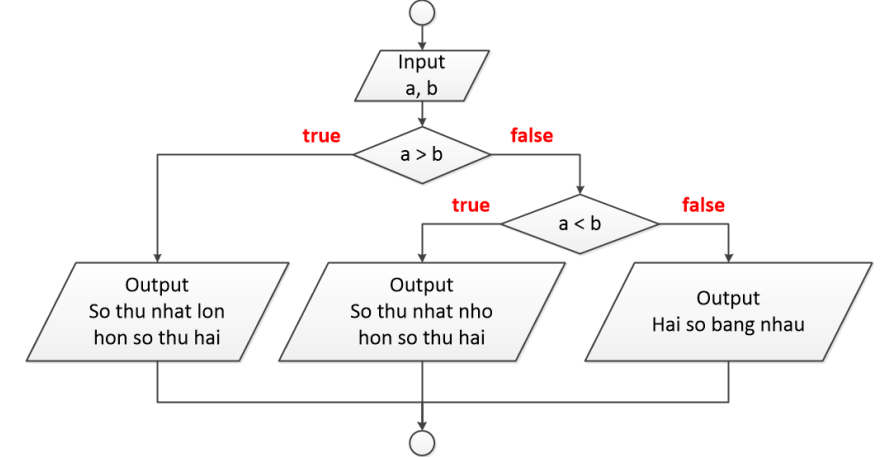 Input
a, b
true
false
a > b
true
false
a < b
Output
So thu nhat lon
hon so thu hai
Output
So thu nhat nho
hon so thu hai
Output
Hai so bang nhau